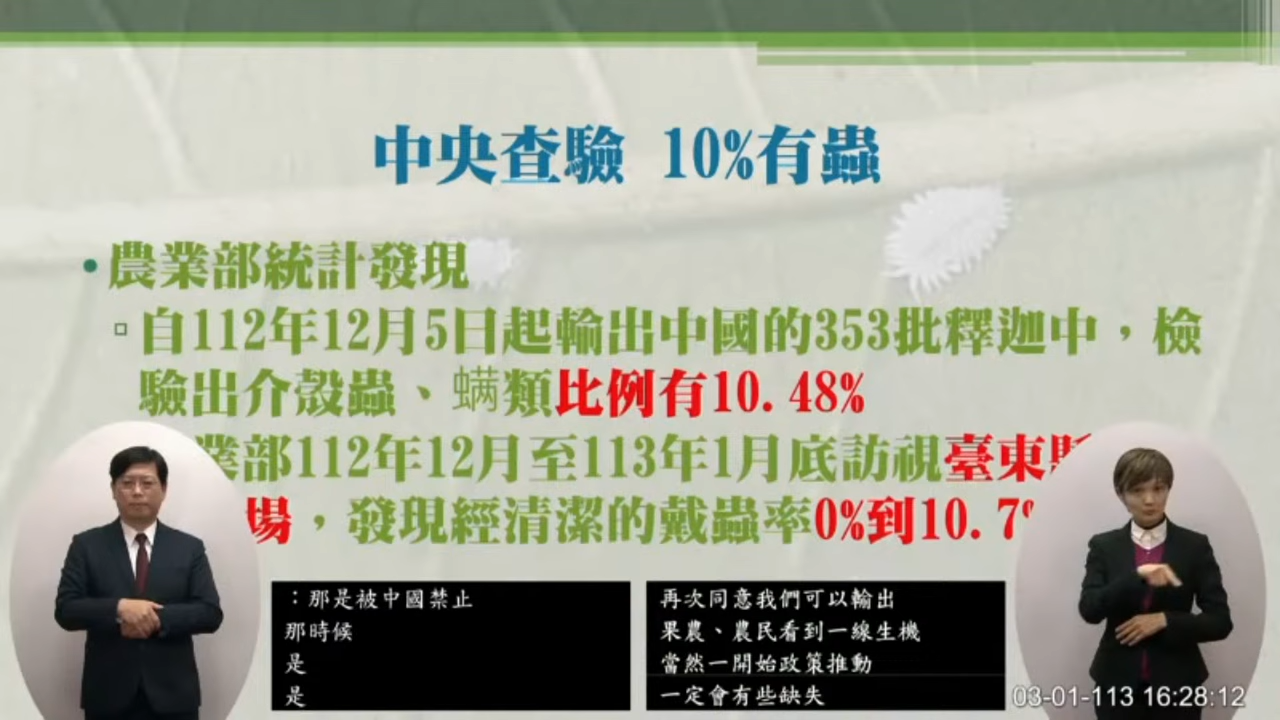 中央查驗 10%有蟲
•農業部統計發現
▫自112年12月5日起輸出中國的353批釋迦中，檢
驗出介殼蟲、蟎類比例有10.48%
業部112年12月至113年1月底訪視臺東縣
場，發現經清潔的戴蟲率0%到10.7%
：那是被中國禁止
那時候
是
是
再次同意我們可以輸出
果農、農民看到一線生機
當然一開始政策推動
一定會有些缺失
03-01-113 16:28:12